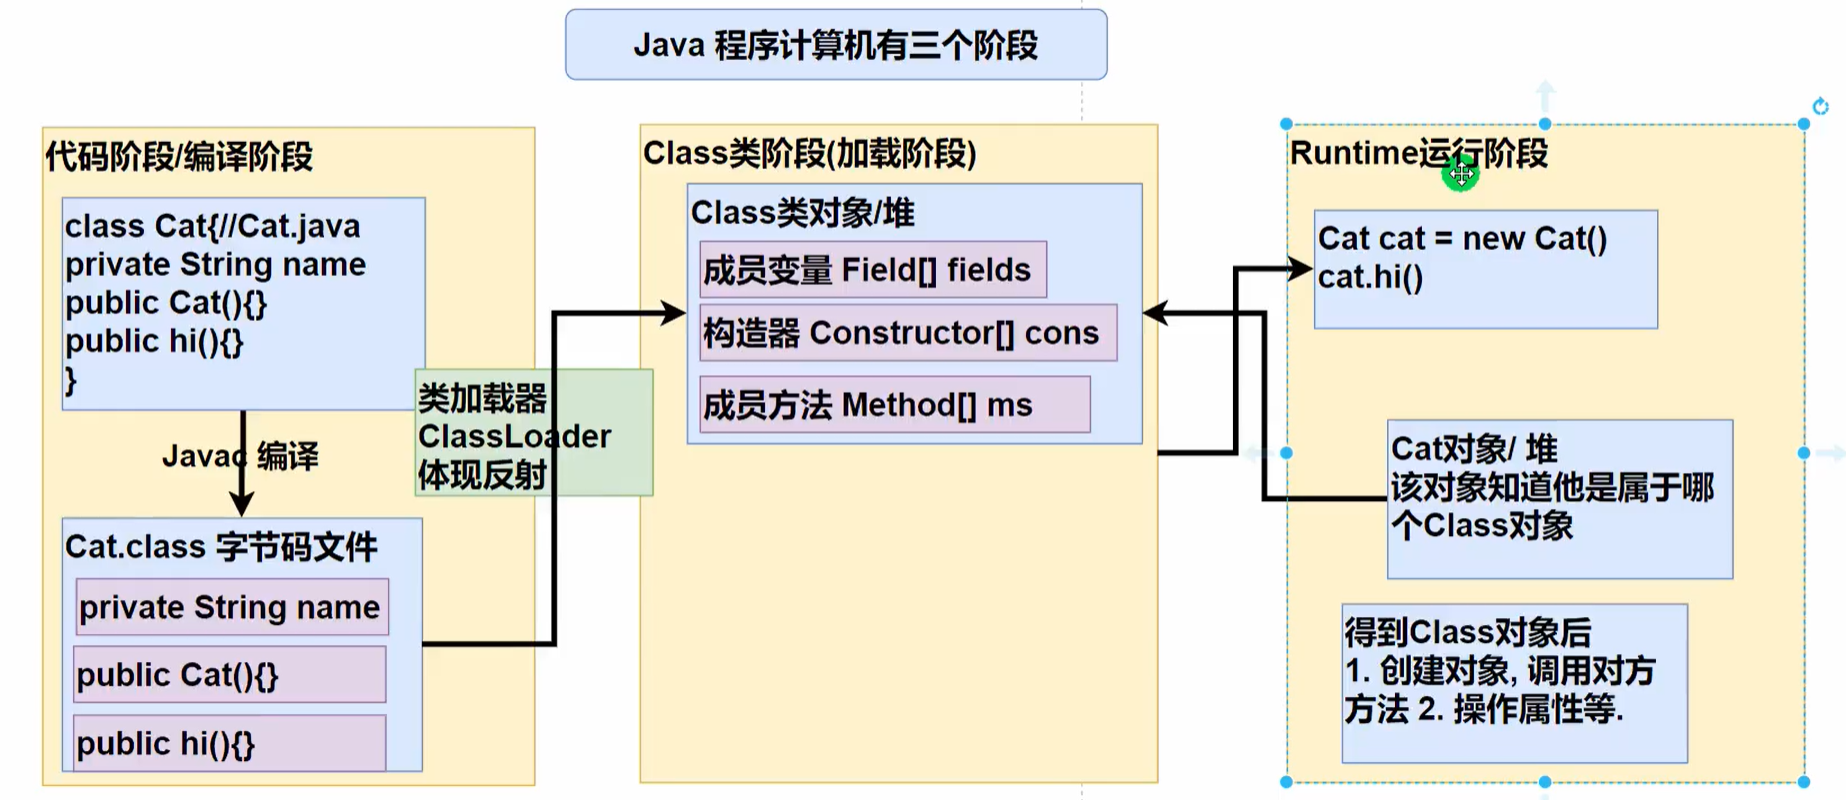 Java 程序计算机有三个阶段
代码阶段/编译阶段
class Cat{//Cat.java
private String name
public Cat(){}
public hi(){}
}
Javac 编译
Cat.class 字节码文件
private String name
public Cat(){}
public hi(){}
类加载器
ClassLoader
体现反射
Class类阶段(加载阶段)
Class类对象/堆
成员变量 Field[] fields
构造器 Constructor[] cons
成员方法 Method[] ms
Runtime运行阶段
Cat cat = new Cat()
cat.hi()
Cat对象/ 堆
该对象知道他是属于哪
个Class对象
得到Class对象后
1. 创建对象, 调用对方
方法 2. 操作属性等.